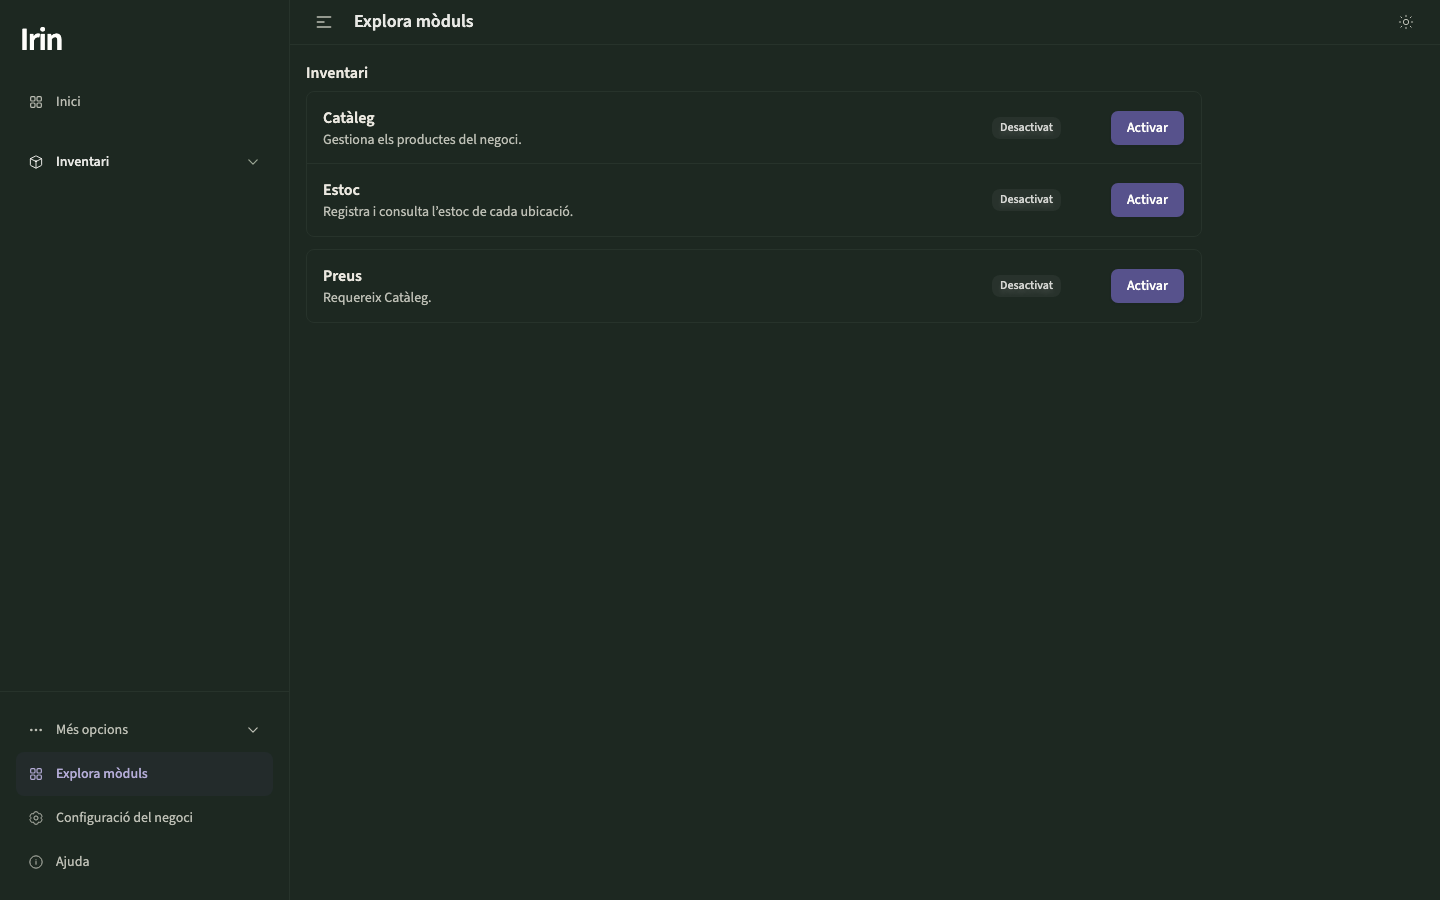 Irin
Explora mòduls
Inici
Inventari
Inventari
Catàleg
Gestiona els productes del negoci.
Desactivat
Activar
Estoc
Registra i consulta l’estoc de cada ubicació.
Desactivat
Activar
Preus
Requereix Catàleg.
Desactivat
Activar
Més opcions
Explora mòduls
Configuració del negoci
Ajuda